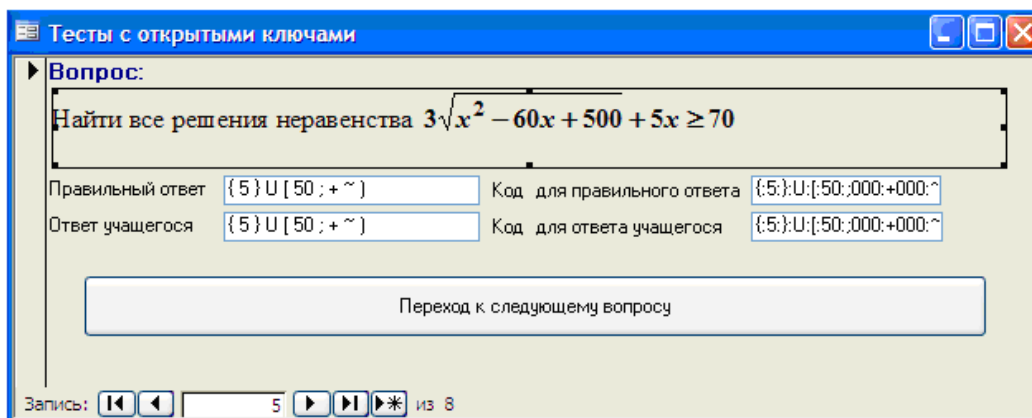 Тесты с открытыми ключами
Вопрос:
Найти все решения неравенства 3√(x² − 60x + 500) + 5x ≥ 70
Правильный ответ { 5 } U [ 50 ; + ~ ) Код для правильного ответа {:5:}:U:[:50:;000:+000:~
Ответ учащегося { 5 } U [ 50 ; + ~ ) Код для ответа учащегося {:5:}:U:[:50:;000:+000:~
Переход к следующему вопросу
Запись: 5 из 8